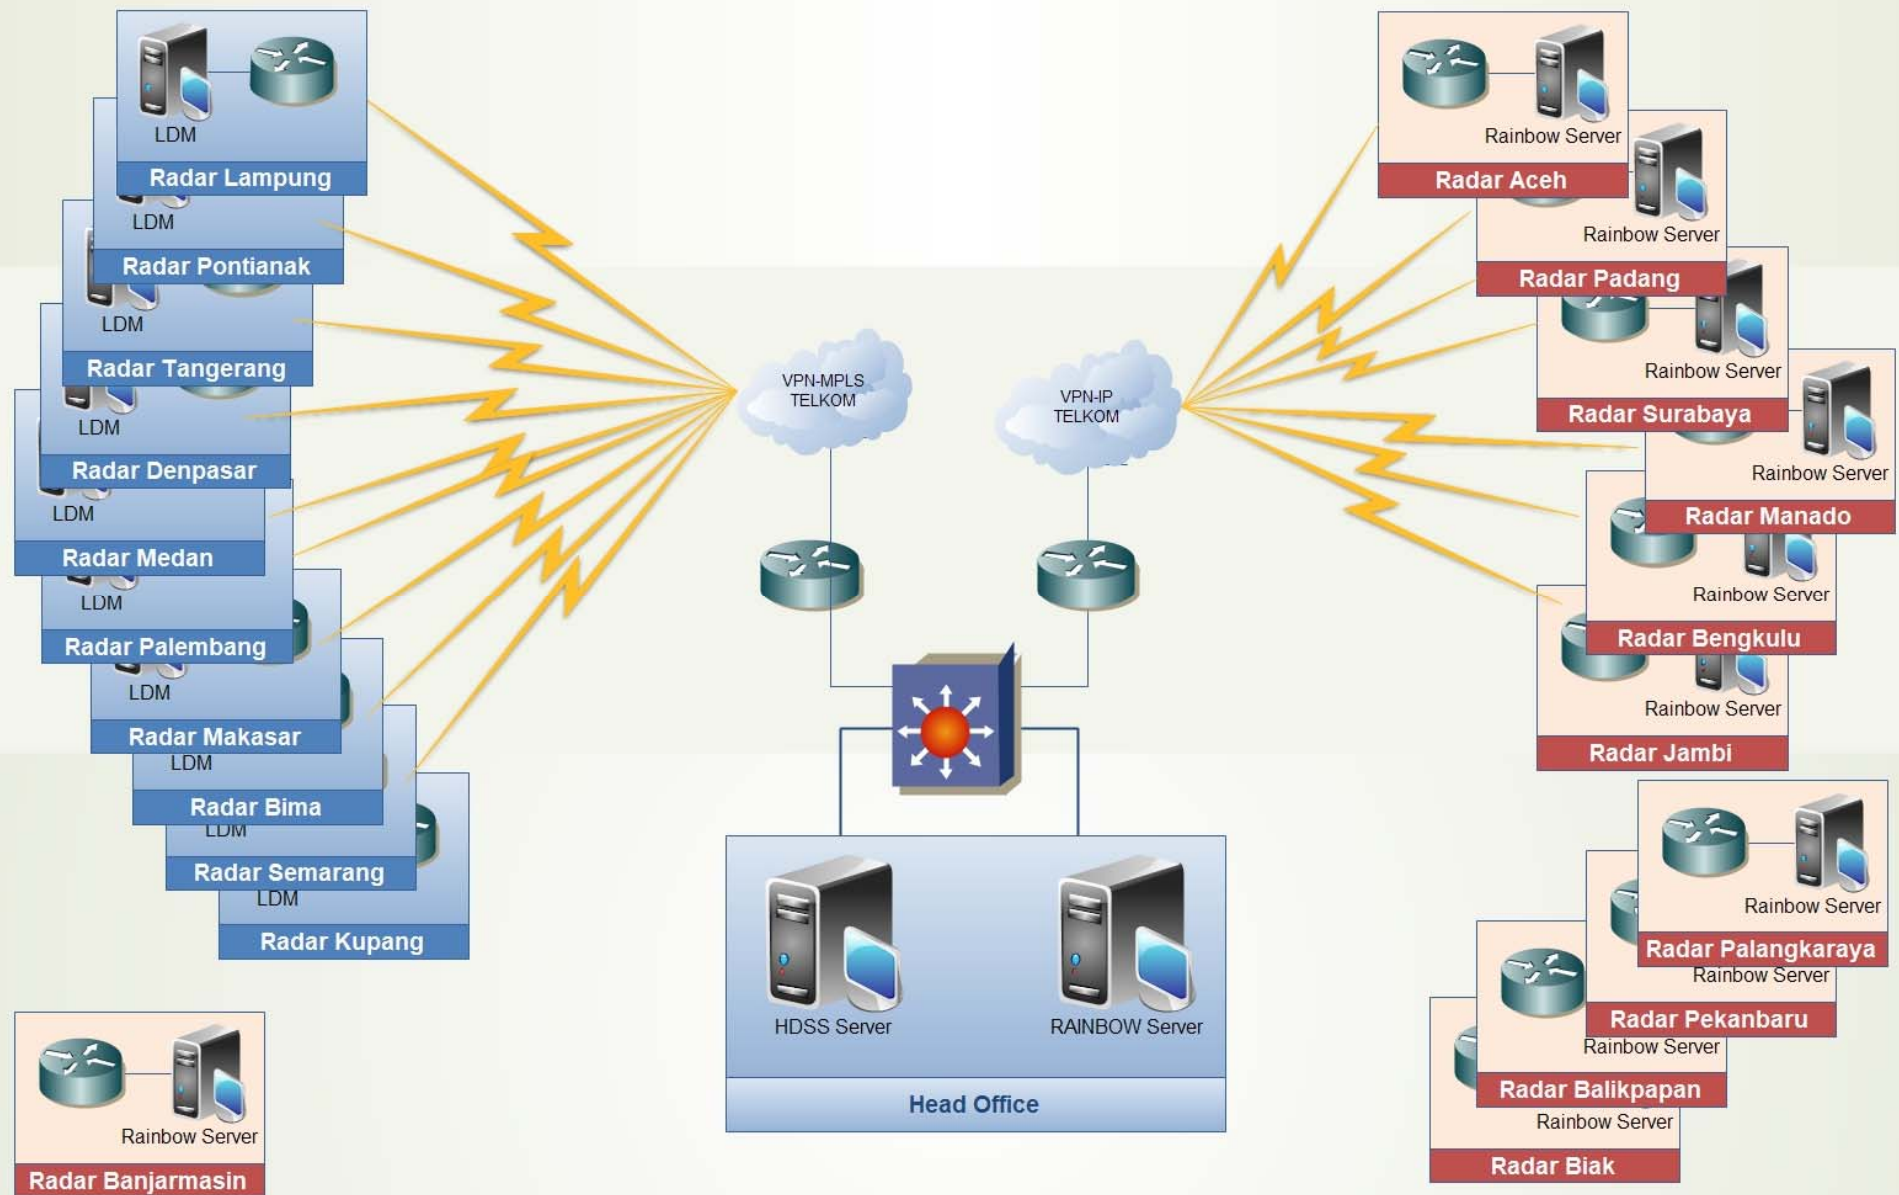 LDM
Radar Lampung
LDM
Radar Pontianak
LDM
Radar Tangerang
LDM
Radar Denpasar
LDM
Radar Medan
LDM
Radar Palembang
LDM
Radar Makasar
LDM
Radar Bima
LDM
Radar Semarang
LDM
Radar Kupang
Rainbow Server
Radar Banjarmasin
VPN-MPLS
TELKOM
VPN-IP
TELKOM
HDSS Server
RAINBOW Server
Head Office
Rainbow Server
Radar Aceh
Rainbow Server
Radar Padang
Rainbow Server
Radar Surabaya
Rainbow Server
Radar Manado
Rainbow Server
Radar Bengkulu
Rainbow Server
Radar Jambi
Rainbow Server
Radar Palangkaraya
Rainbow Server
Radar Pekanbaru
Rainbow Server
Radar Balikpapan
Rainbow Server
Radar Biak